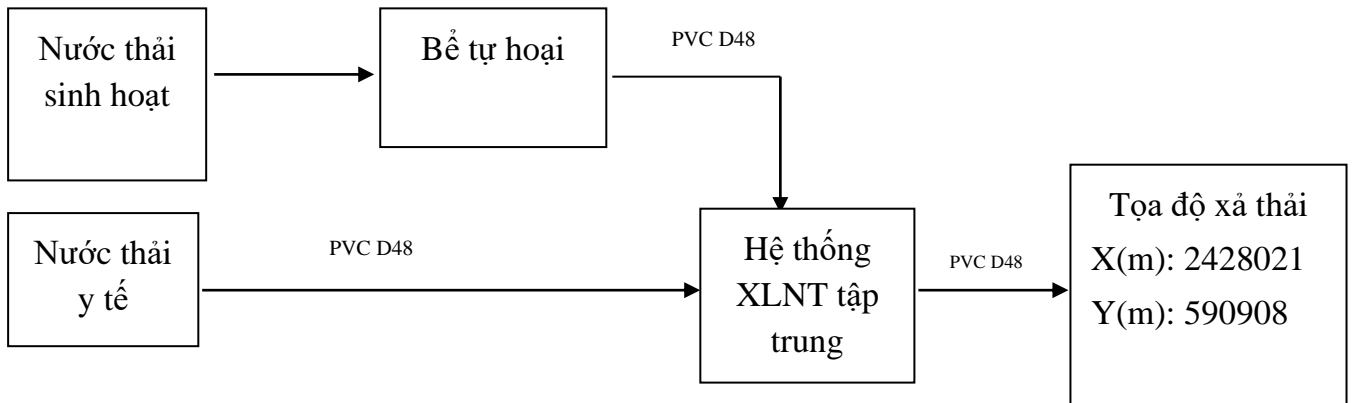 Nước thải
sinh hoạt
Bể tự hoại
PVC D48
Nước thải
y tế
PVC D48
Hệ thống
XLNT tập
trung
PVC D48
Tọa độ xả thải
X(m): 2428021
Y(m): 590908